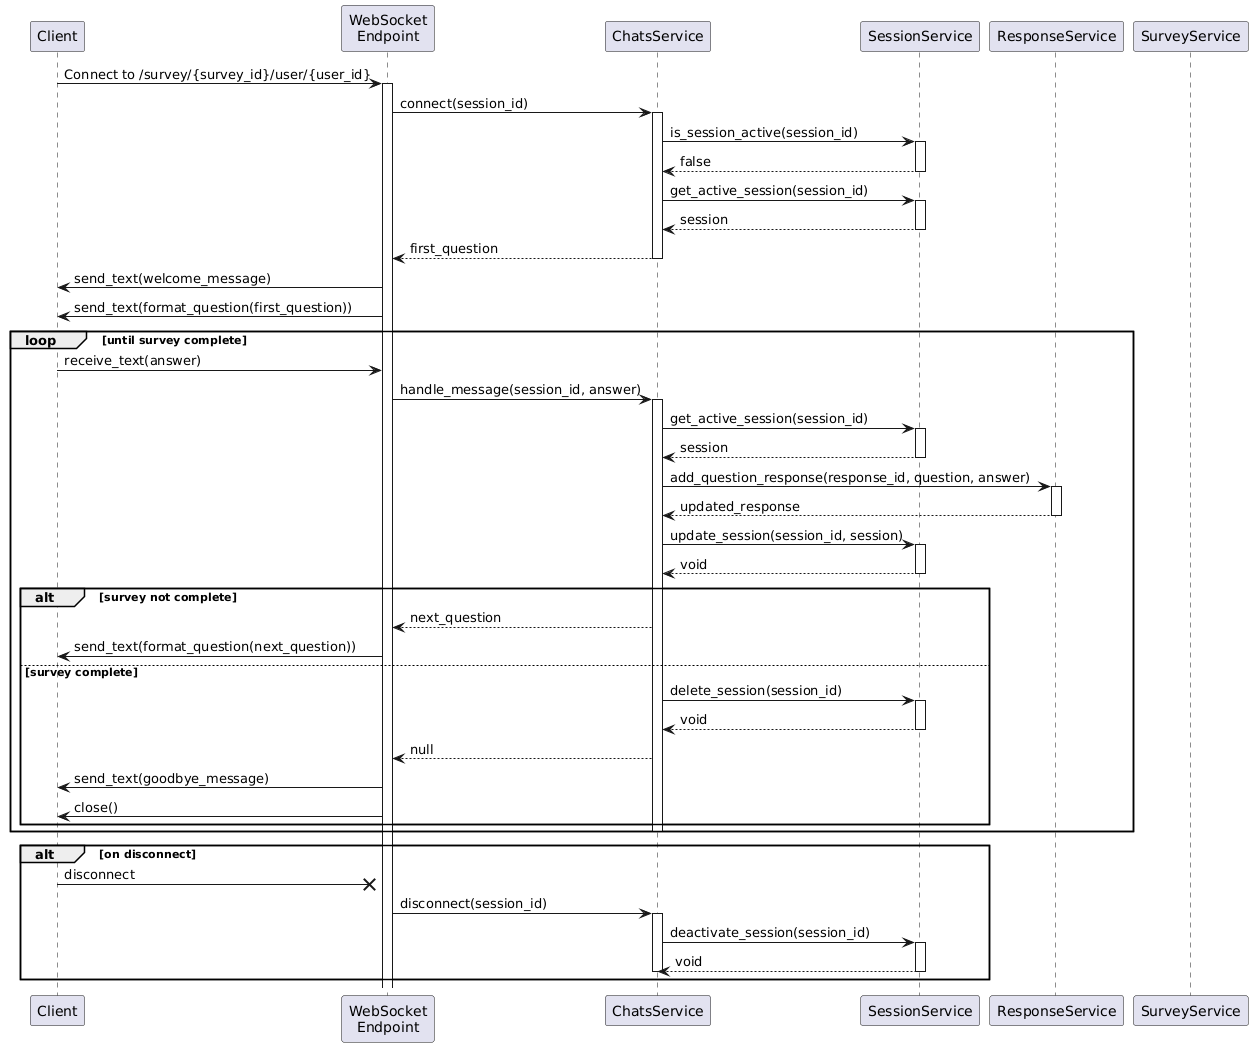 Client
WebSocket
Endpoint
ChatsService
SessionService
ResponseService
SurveyService
Connect to /survey/{survey_id}/user/{user_id}
connect(session_id)
is_session_active(session_id)
false
get_active_session(session_id)
session
first_question
send_text(welcome_message)
send_text(format_question(first_question))
loop [until survey complete]
receive_text(answer)
handle_message(session_id, answer)
get_active_session(session_id)
session
add_question_response(response_id, question, answer)
updated_response
update_session(session_id, session)
void
alt [survey not complete]
next_question
send_text(format_question(next_question))
[survey complete]
delete_session(session_id)
void
null
send_text(goodbye_message)
close()
alt [on disconnect]
disconnect
disconnect(session_id)
deactivate_session(session_id)
void
Client
WebSocket
Endpoint
ChatsService
SessionService
ResponseService
SurveyService